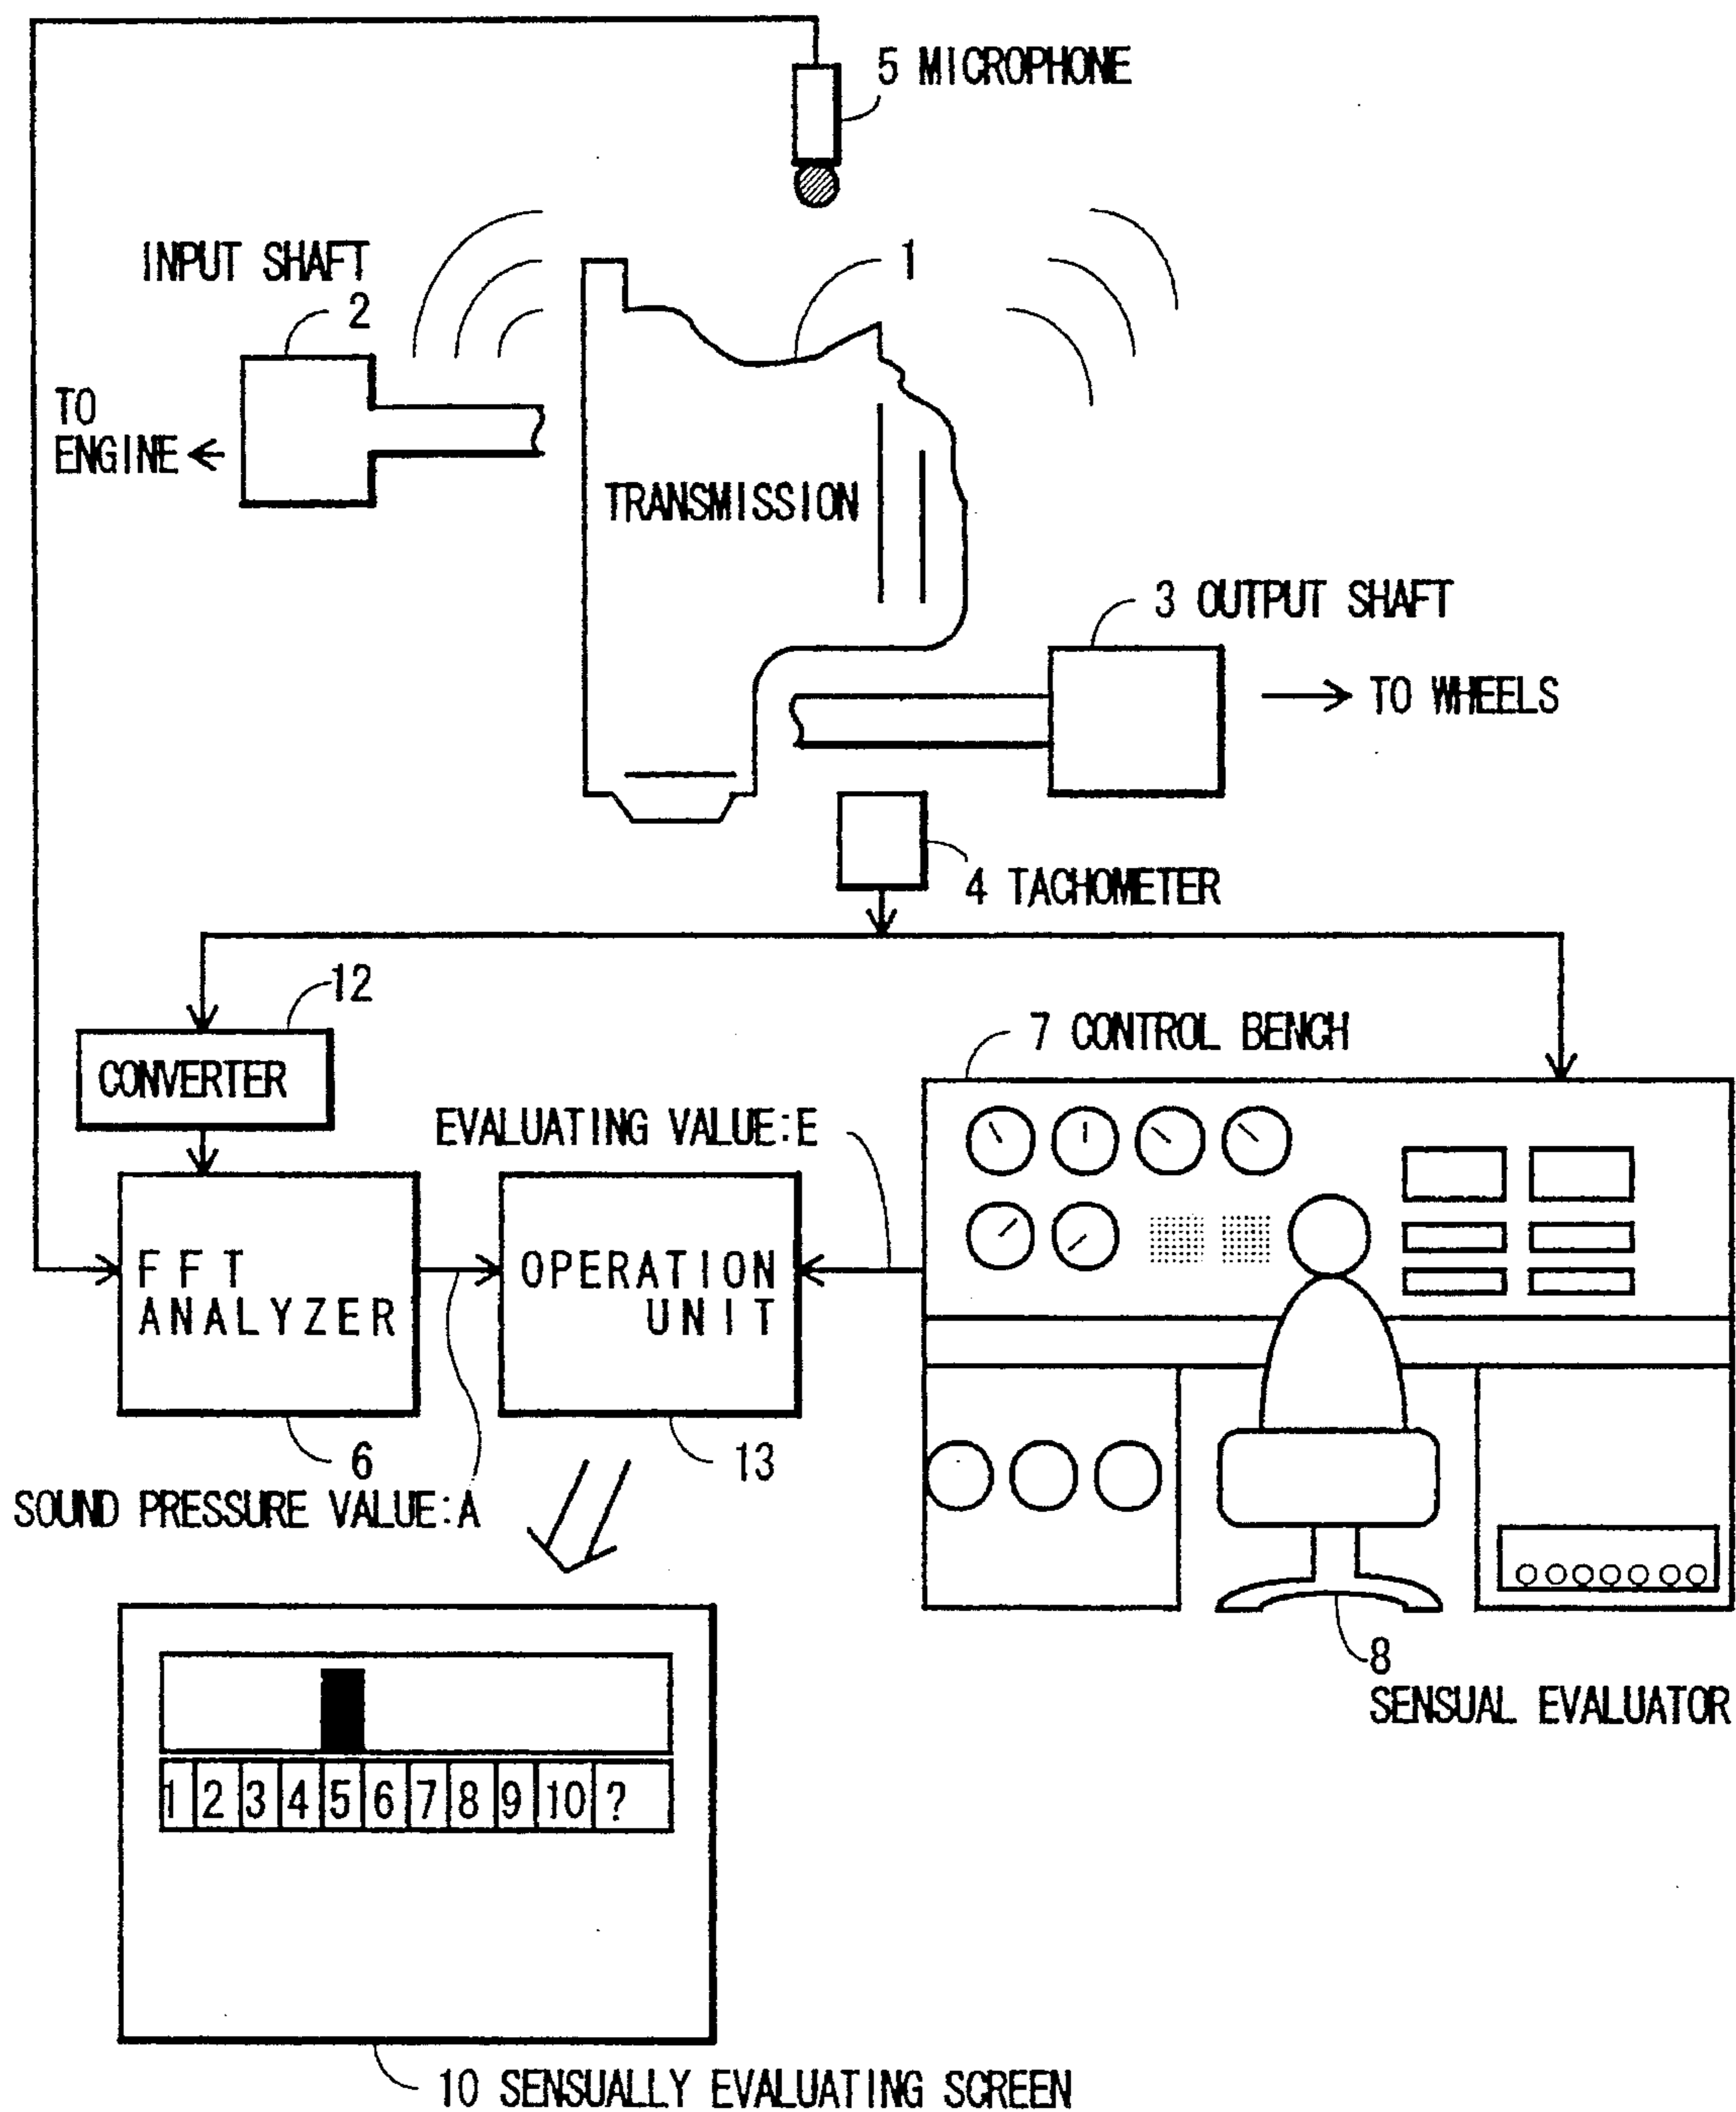 5 MICROPHONE
INPUT SHAFT
2
1
TO
ENGINE
TRANSMISSION
3 OUTPUT SHAFT
TO WHEELS
4 TACHOMETER
12
CONVERTER
7 CONTROL BENCH
EVALUATING VALUE:E
FFT
ANALYZER
OPERATION
UNIT
6
13
SOUND PRESSURE VALUE:A
8
SENSUAL EVALUATOR
1 2 3 4 5 6 7 8 9 10 ?
10 SENSUALLY EVALUATING SCREEN